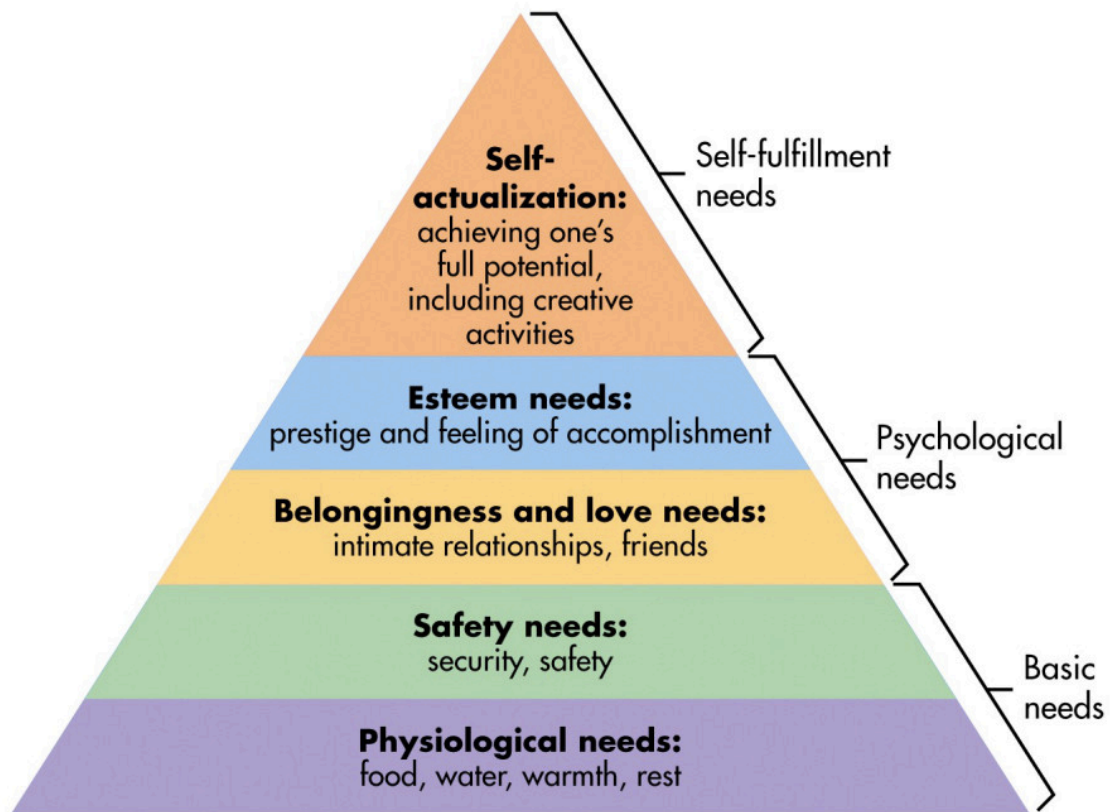 Self-
actualization:
achieving one's
full potential,
including creative
activities
Self-fulfillment
needs
Esteem needs:
prestige and feeling of accomplishment
Psychological
needs
Belongingness and love needs:
intimate relationships, friends
Safety needs:
security, safety
Basic
needs
Physiological needs:
food, water, warmth, rest